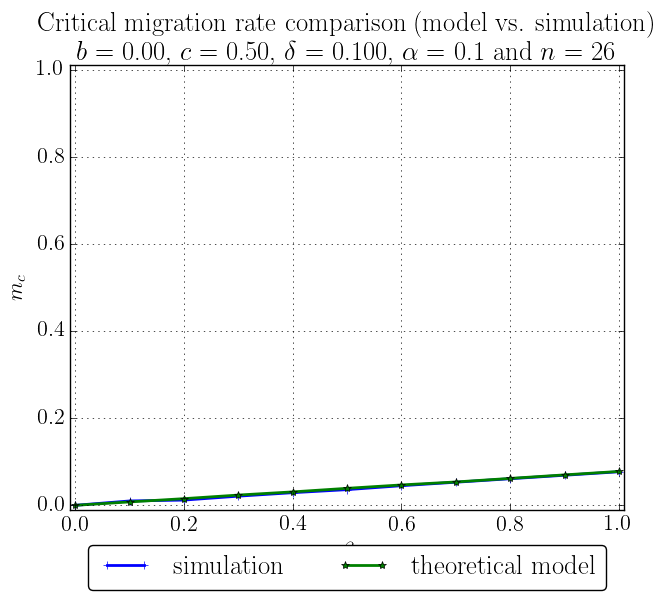 Critical migration rate comparison (model vs. simulation)
b = 0.00, c = 0.50, δ = 0.100, α = 0.1 and n = 26
1.0
0.8
0.6
0.4
0.2
0.0
m_c
0.0 0.2 0.4 0.6 0.8 1.0
simulation theoretical model